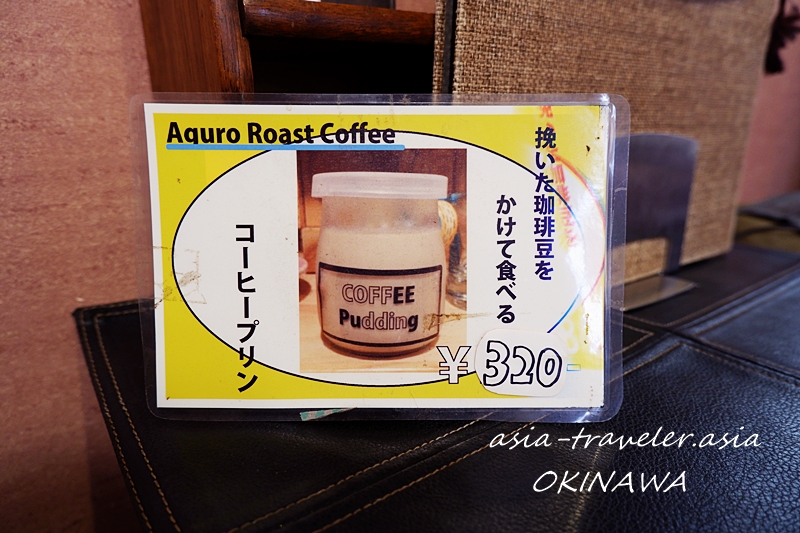 Aguro Roast Coffee
挽いた珈琲豆を
かけて食べる
コーヒープリン
COFFEE
Pudding
¥320
asia-traveler.asia
OKINAWA